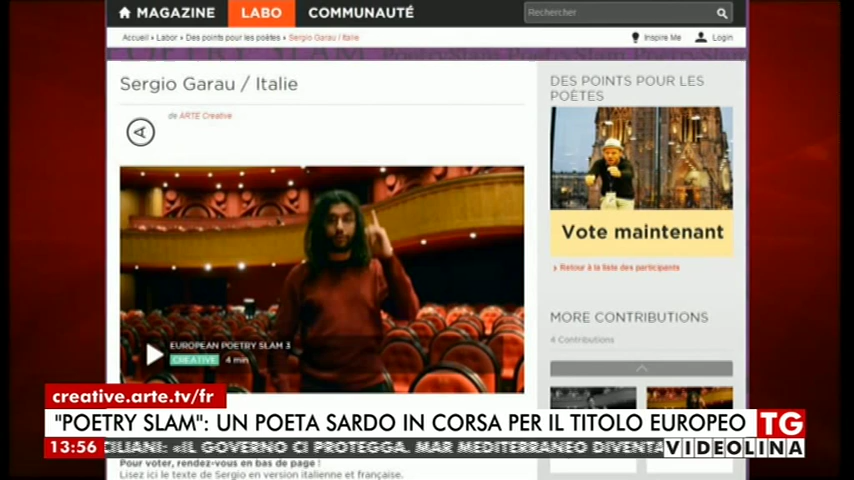 MAGAZINE
LABO
COMMUNAUTÉ
Rechercher
Accueil › Labor › Des points pour les poètes › Sergio Garau / Italie
Inspire Me
Login
Sergio Garau / Italie
de ARTE Creative
DES POINTS POUR LES
POÈTES
Vote maintenant
› Retour à la liste des participants
EUROPEAN POETRY SLAM 3
CREATIVE 4 min
MORE CONTRIBUTIONS
4 Contributions
creative.arte.tv/fr
"POETRY SLAM": UN POETA SARDO IN CORSA PER IL TITOLO EUROPEO
TG
VIDEOLINA
13:56
CILIANI: «IL GOVERNO CI PROTEGGA. MAR MEDITERRANEO DIVENTA
Pour voter, rendez-vous en bas de page !
Lisez ici le texte de Sergio en version italienne et française.